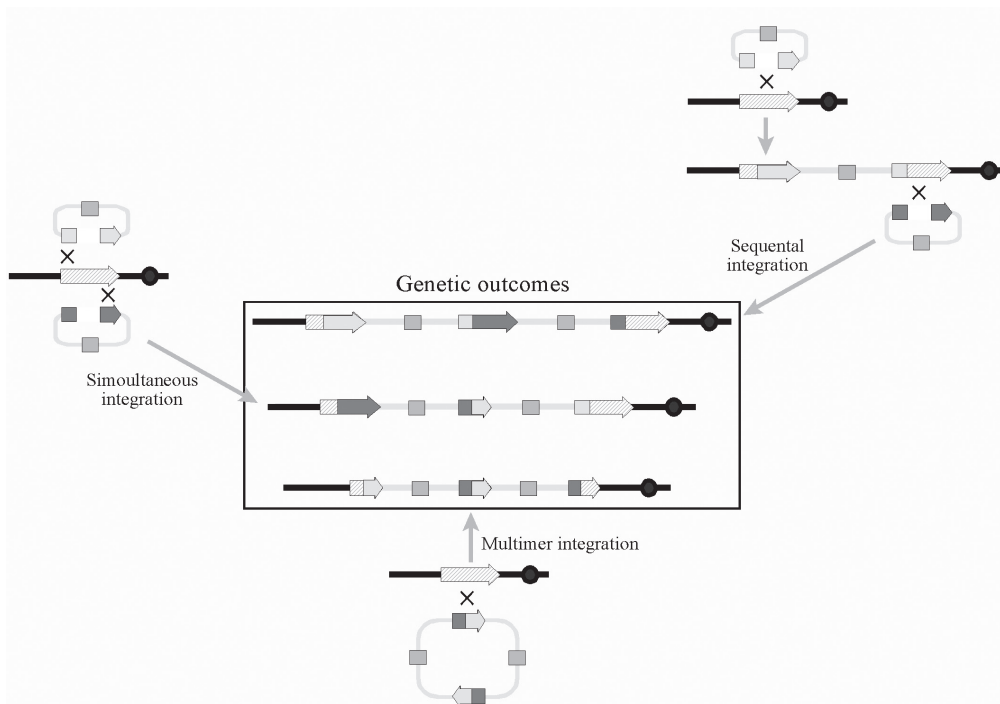 Sequental
integration
Genetic outcomes
Simoultaneous
integration
Multimer integration